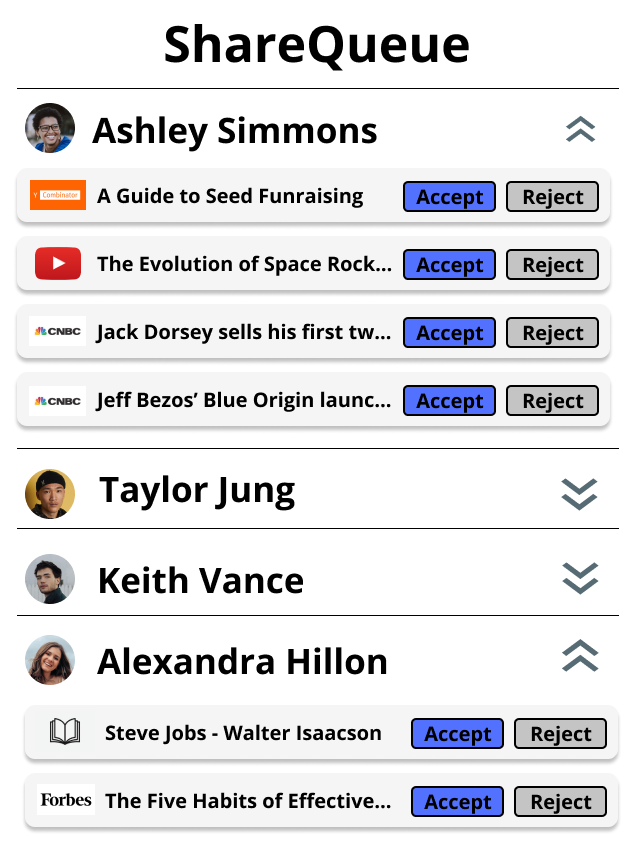 ShareQueue
Ashley Simmons
Y Combinator A Guide to Seed Funraising Accept Reject
The Evolution of Space Rock... Accept Reject
CNBC Jack Dorsey sells his first tw... Accept Reject
CNBC Jeff Bezos’ Blue Origin launc... Accept Reject
Taylor Jung
Keith Vance
Alexandra Hillon
Steve Jobs - Walter Isaacson Accept Reject
Forbes The Five Habits of Effective... Accept Reject